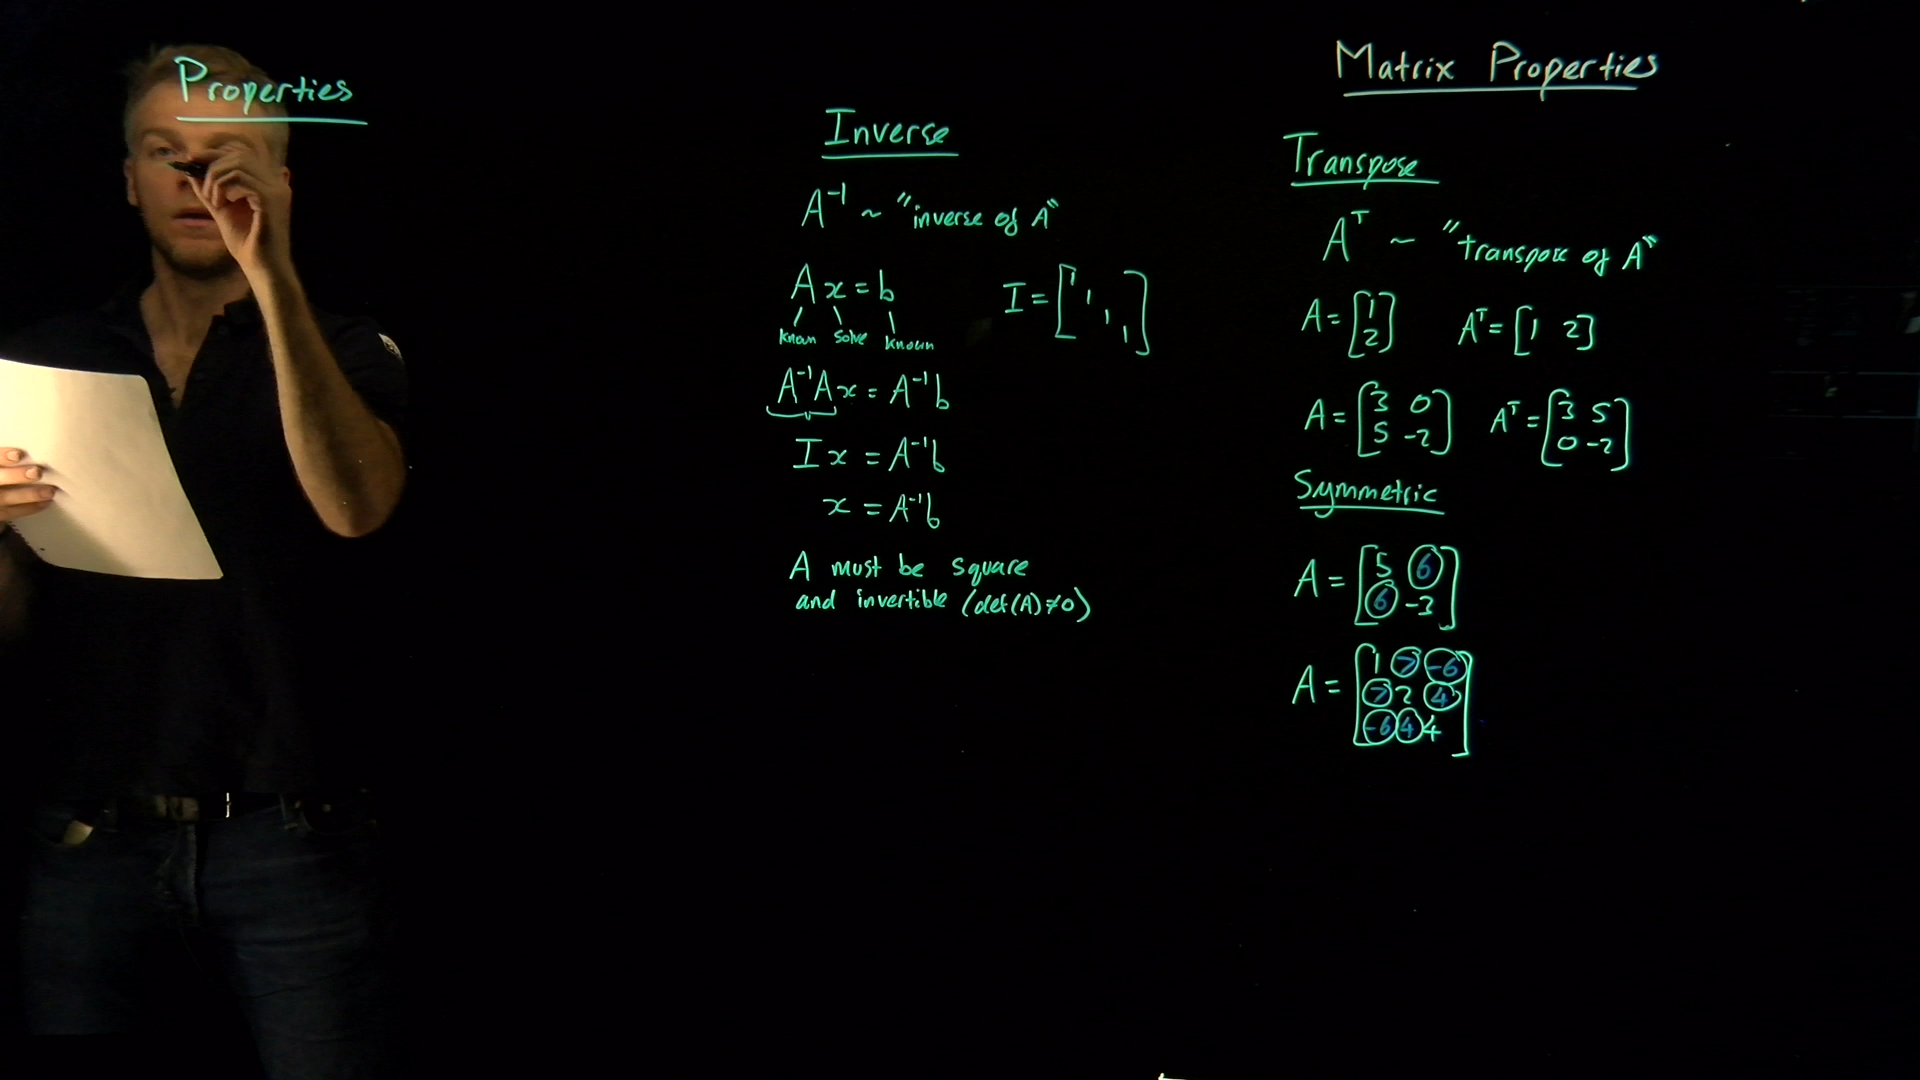 Properties
Inverse
A⁻¹ ~ "inverse of A"
Ax = b
known solve known
I = [1 1 1 1]
A⁻¹Ax = A⁻¹b
Ix = A⁻¹b
x = A⁻¹b
A must be square
and invertible (det(A)≠0)
Matrix Properties
Transpose
Aᵀ ~ "transpose of A"
A = [1
2]
Aᵀ = [1 2]
A = [3 0
5 -2]
Aᵀ = [3 5
0 -2]
Symmetric
A = [5 6
6 -3]
A = [1 7 -6
7 2 4
-6 4 4]